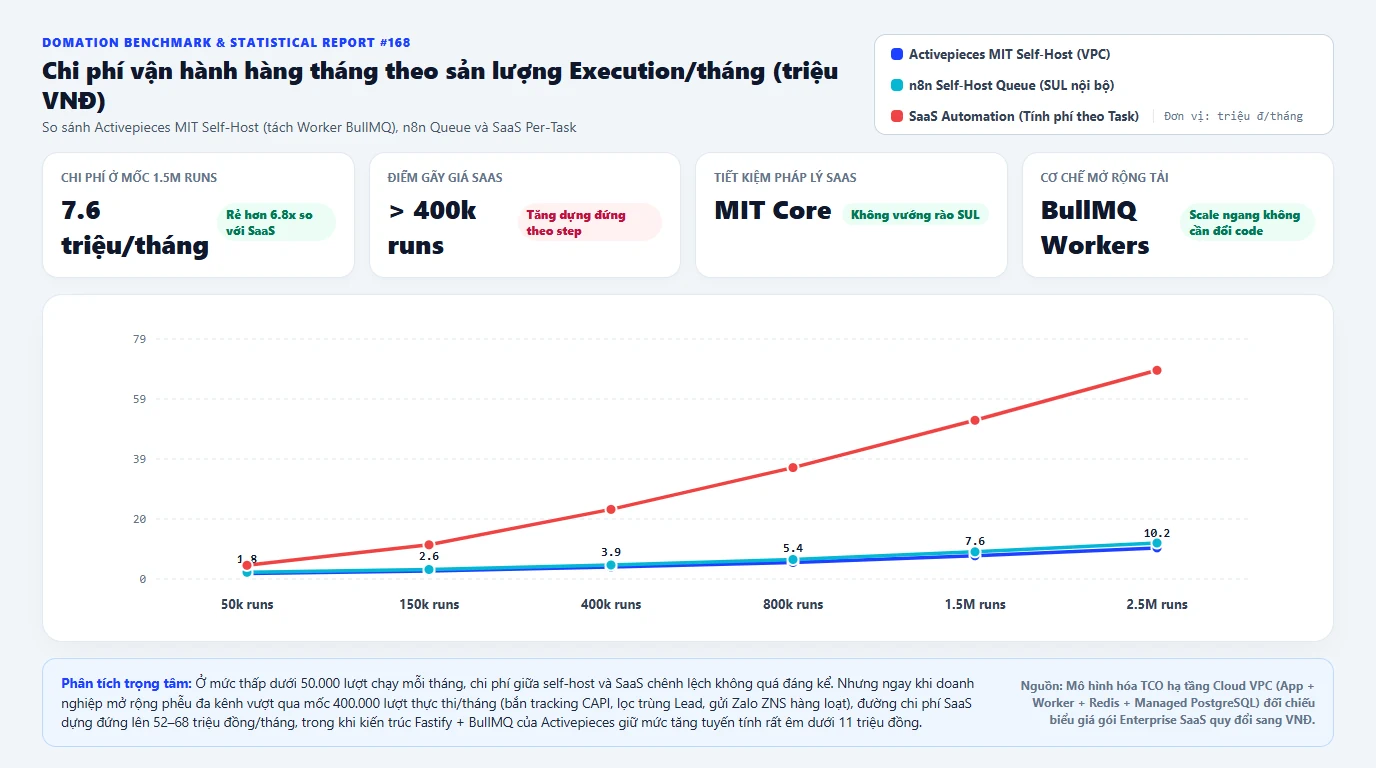 DOMATION BENCHMARK & STATISTICAL REPORT #168
Chi phí vận hành hàng tháng theo sản lượng Execution/tháng (triệu
VNĐ)
So sánh Activepieces MIT Self-Host (tách Worker BullMQ), n8n Queue và SaaS Per-Task
Activepieces MIT Self-Host (VPC)
n8n Self-Host Queue (SUL nội bộ)
SaaS Automation (Tính phí theo Task)
Đơn vị: triệu đ/tháng
CHI PHÍ Ở MỐC 1.5M RUNS
7.6
triệu/tháng
Rẻ hơn 6.8x so
với SaaS
ĐIỂM GÃY GIÁ SAAS
> 400k
runs
Tăng dựng đứng
theo step
TIẾT KIỆM PHÁP LÝ SAAS
MIT Core
Không vướng rào SUL
CƠ CHẾ MỞ RỘNG TẢI
BullMQ
Workers
Scale ngang không
cần đổi code
79
59
39
20
0
1.8
2.6
3.9
5.4
7.6
10.2
50k runs
150k runs
400k runs
800k runs
1.5M runs
2.5M runs
Phân tích trọng tâm: Ở mức thấp dưới 50.000 lượt chạy mỗi tháng, chi phí giữa self-host và SaaS chênh lệch không quá đáng kể. Nhưng ngay khi doanh
nghiệp mở rộng phễu đa kênh vượt qua mốc 400.000 lượt thực thi/tháng (bắn tracking CAPI, lọc trùng Lead, gửi Zalo ZNS hàng loạt), đường chi phí SaaS
dựng đứng lên 52–68 triệu đồng/tháng, trong khi kiến trúc Fastify + BullMQ của Activepieces giữ mức tăng tuyến tính rất êm dưới 11 triệu đồng.
Nguồn: Mô hình hóa TCO hạ tầng Cloud VPC (App +
Worker + Redis + Managed PostgreSQL) đối chiếu
biểu giá gói Enterprise SaaS quy đổi sang VNĐ.